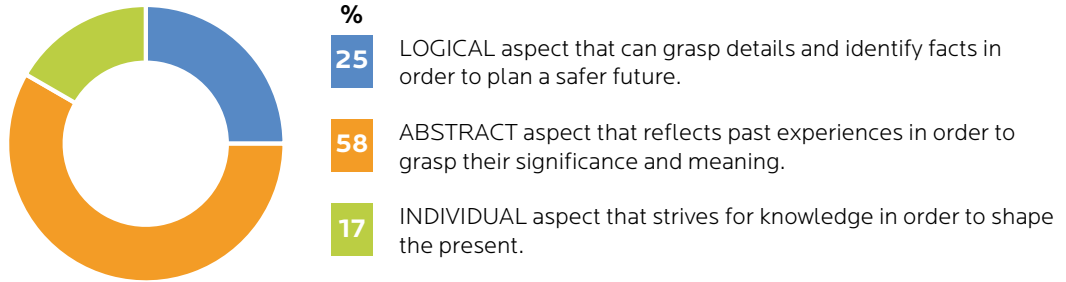 %
25
LOGICAL aspect that can grasp details and identify facts in
order to plan a safer future.
58
ABSTRACT aspect that reflects past experiences in order to
grasp their significance and meaning.
17
INDIVIDUAL aspect that strives for knowledge in order to shape
the present.